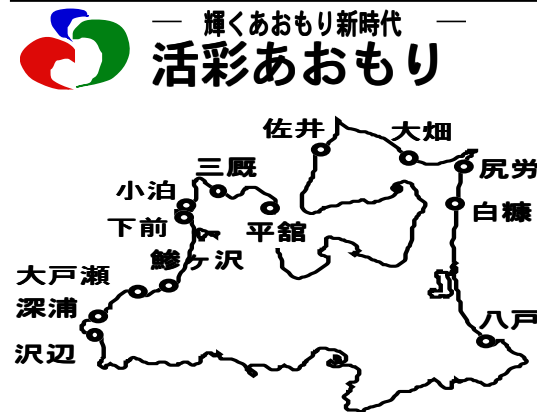 輝くあおもり新時代
活彩あおもり
佐井
大畑
三厩
尻労
小泊
白糠
下前
平舘
鰺ヶ沢
大戸瀬
深浦
八戸
沢辺